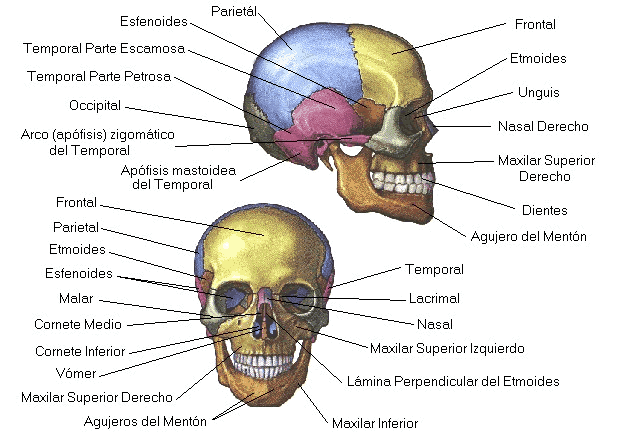 Parietál
Esfenoides
Temporal Parte Escamosa
Temporal Parte Petrosa
Occipital
Arco (apófisis) zigomático
del Temporal
Apófisis mastoidea
del Temporal
Frontal
Etmoides
Unguis
Nasal Derecho
Maxilar Superior
Derecho
Dientes
Agujero del Mentón
Frontal
Parietal
Etmoides
Esfenoides
Malar
Cornete Medio
Cornete Inferior
Vómer
Maxilar Superior Derecho
Agujeros del Mentón
Temporal
Lacrimal
Nasal
Maxilar Superior Izquierdo
Lámina Perpendicular del Etmoides
Maxilar Inferior